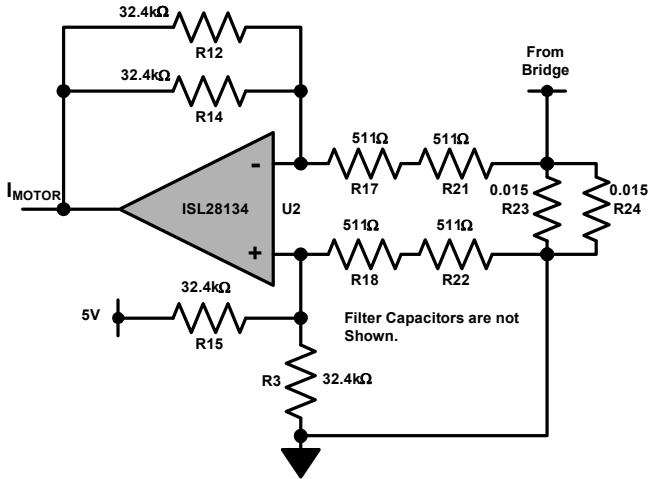 32.4kΩ
R12
32.4kΩ
R14
From
Bridge
511Ω
511Ω
-
R17
R21
0.015
R23
0.015
R24
IMOTOR
ISL28134
U2
+
511Ω
511Ω
R18
R22
32.4kΩ
5V
R15
Filter Capacitors are not
Shown.
R3
32.4kΩ